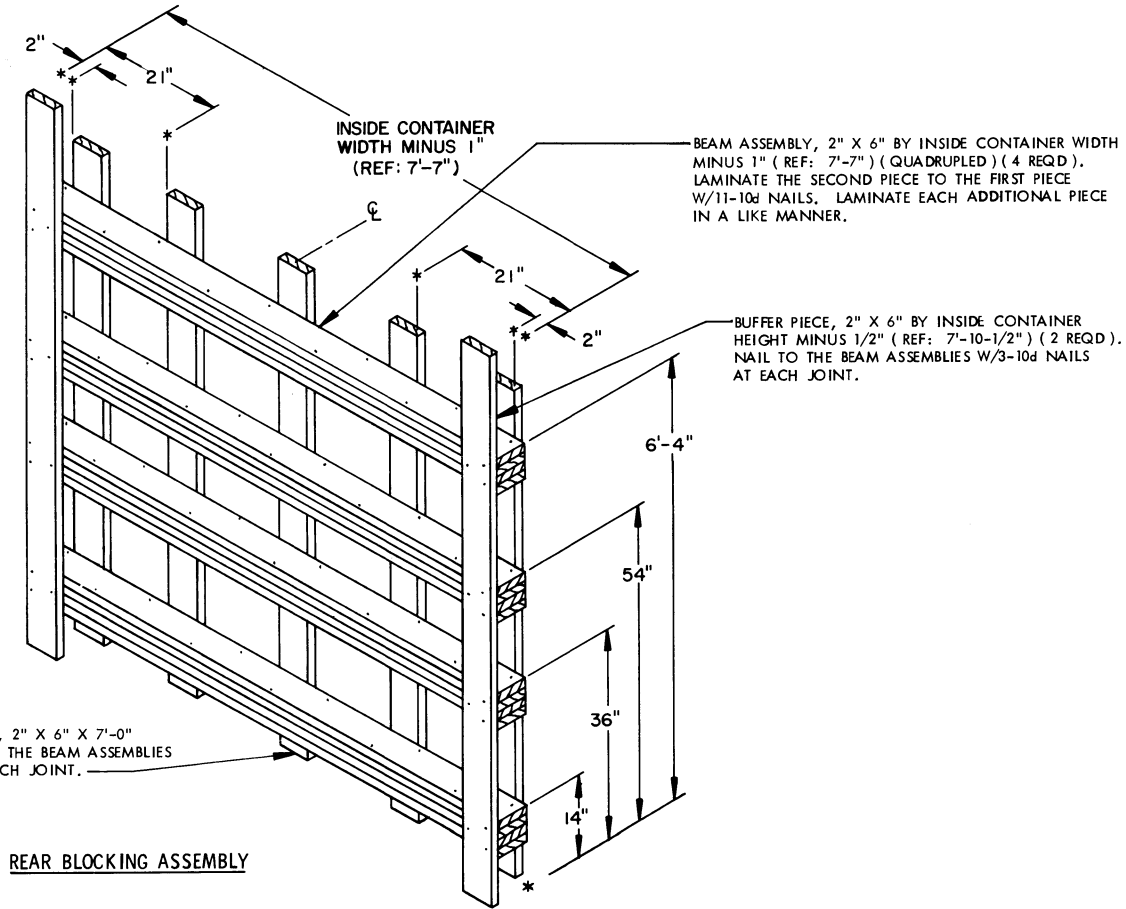 2"
21"
INSIDE CONTAINER
WIDTH MINUS 1"
(REF: 7'-7")
℄
21"
2"
BEAM ASSEMBLY, 2" X 6" BY INSIDE CONTAINER WIDTH
MINUS 1" ( REF: 7'-7" ) ( QUADRUPLED ) ( 4 REQD ).
LAMINATE THE SECOND PIECE TO THE FIRST PIECE
W/11-10d NAILS. LAMINATE EACH ADDITIONAL PIECE
IN A LIKE MANNER.
BUFFER PIECE, 2" X 6" BY INSIDE CONTAINER
HEIGHT MINUS 1/2" ( REF: 7'-10-1/2" ) ( 2 REQD ).
NAIL TO THE BEAM ASSEMBLIES W/3-10d NAILS
AT EACH JOINT.
6'-4"
54"
36"
14"
, 2" X 6" X 7'-0"
THE BEAM ASSEMBLIES
CH JOINT.
REAR BLOCKING ASSEMBLY